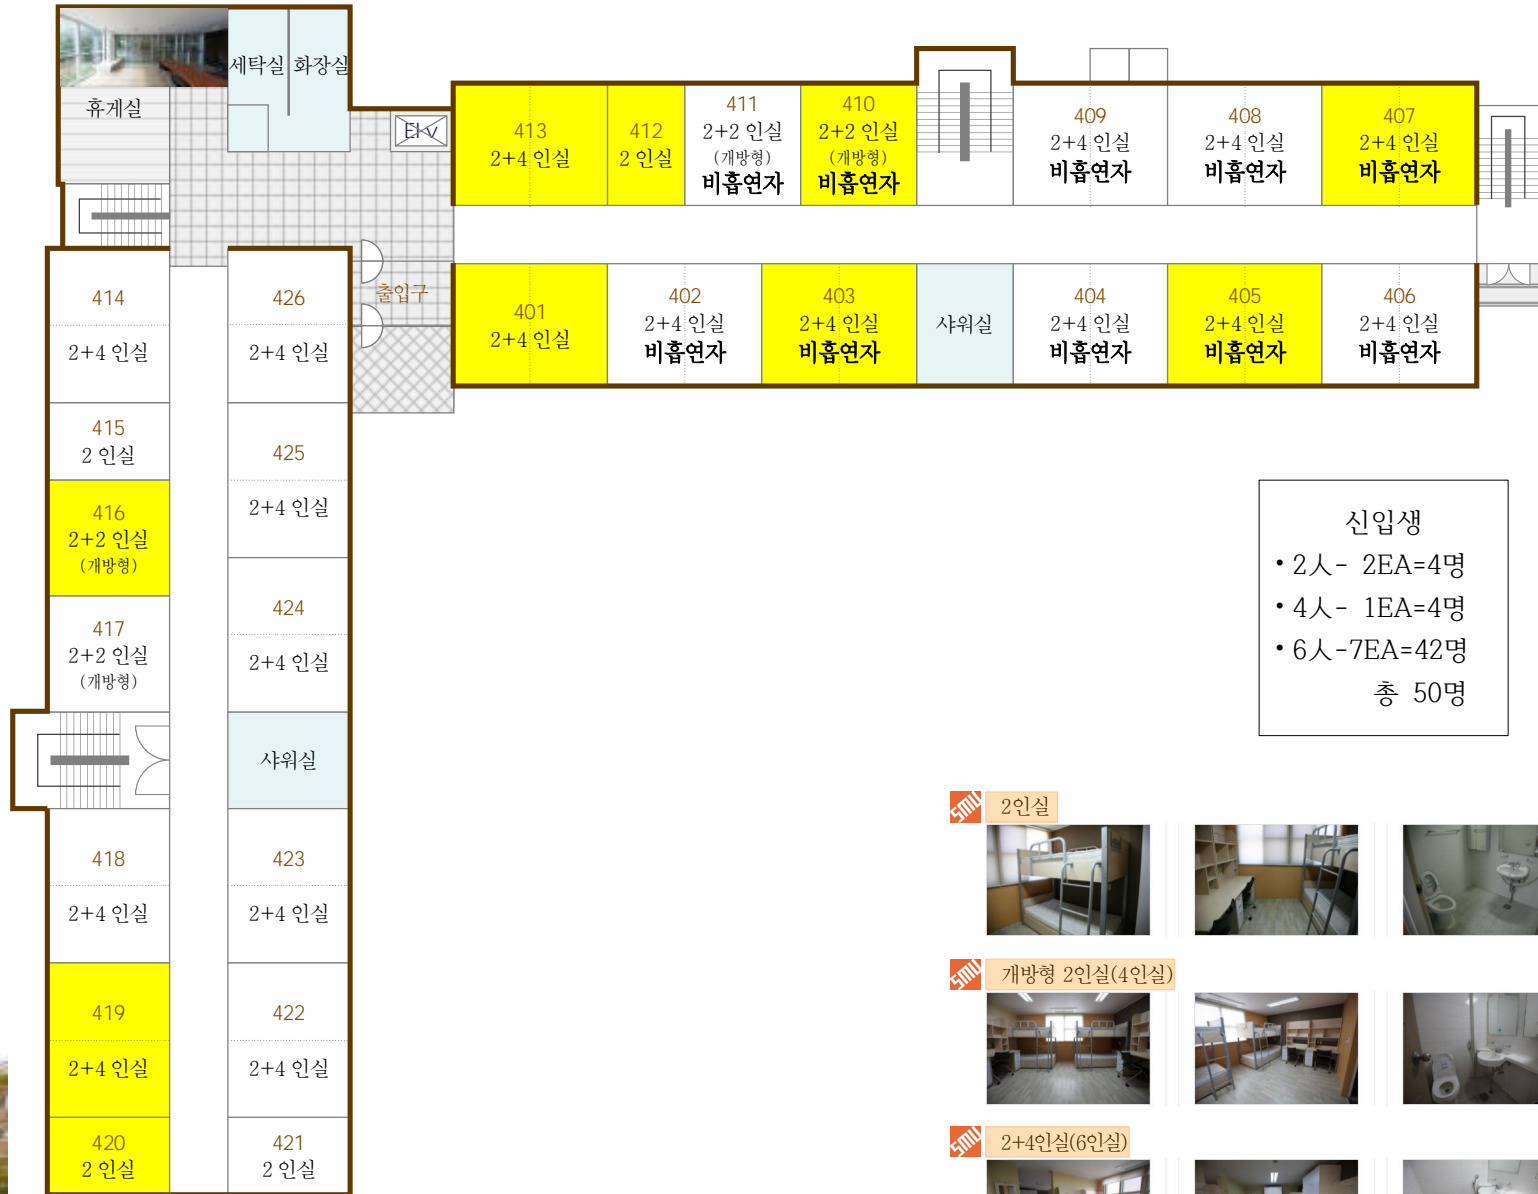 세탁실
화장실
휴게실
El-v
출입구
413
2+4 인실
412
2 인실
411
2+2 인실
(개방형)
비흡연자
410
2+2 인실
(개방형)
비흡연자
409
2+4 인실
비흡연자
408
2+4 인실
비흡연자
407
2+4 인실
비흡연자
401
2+4 인실
402
2+4 인실
비흡연자
403
2+4 인실
비흡연자
샤워실
404
2+4 인실
비흡연자
405
2+4 인실
비흡연자
406
2+4 인실
비흡연자
414
2+4 인실
426
2+4 인실
415
2 인실
425
2+4 인실
416
2+2 인실
(개방형)
424
2+4 인실
417
2+2 인실
(개방형)
샤워실
418
2+4 인실
423
2+4 인실
419
2+4 인실
422
2+4 인실
420
2 인실
421
2 인실
신입생
• 2人- 2EA=4명
• 4人- 1EA=4명
• 6人-7EA=42명
총 50명
SMU 2인실
SMU 개방형 2인실(4인실)
SMU 2+4인실(6인실)